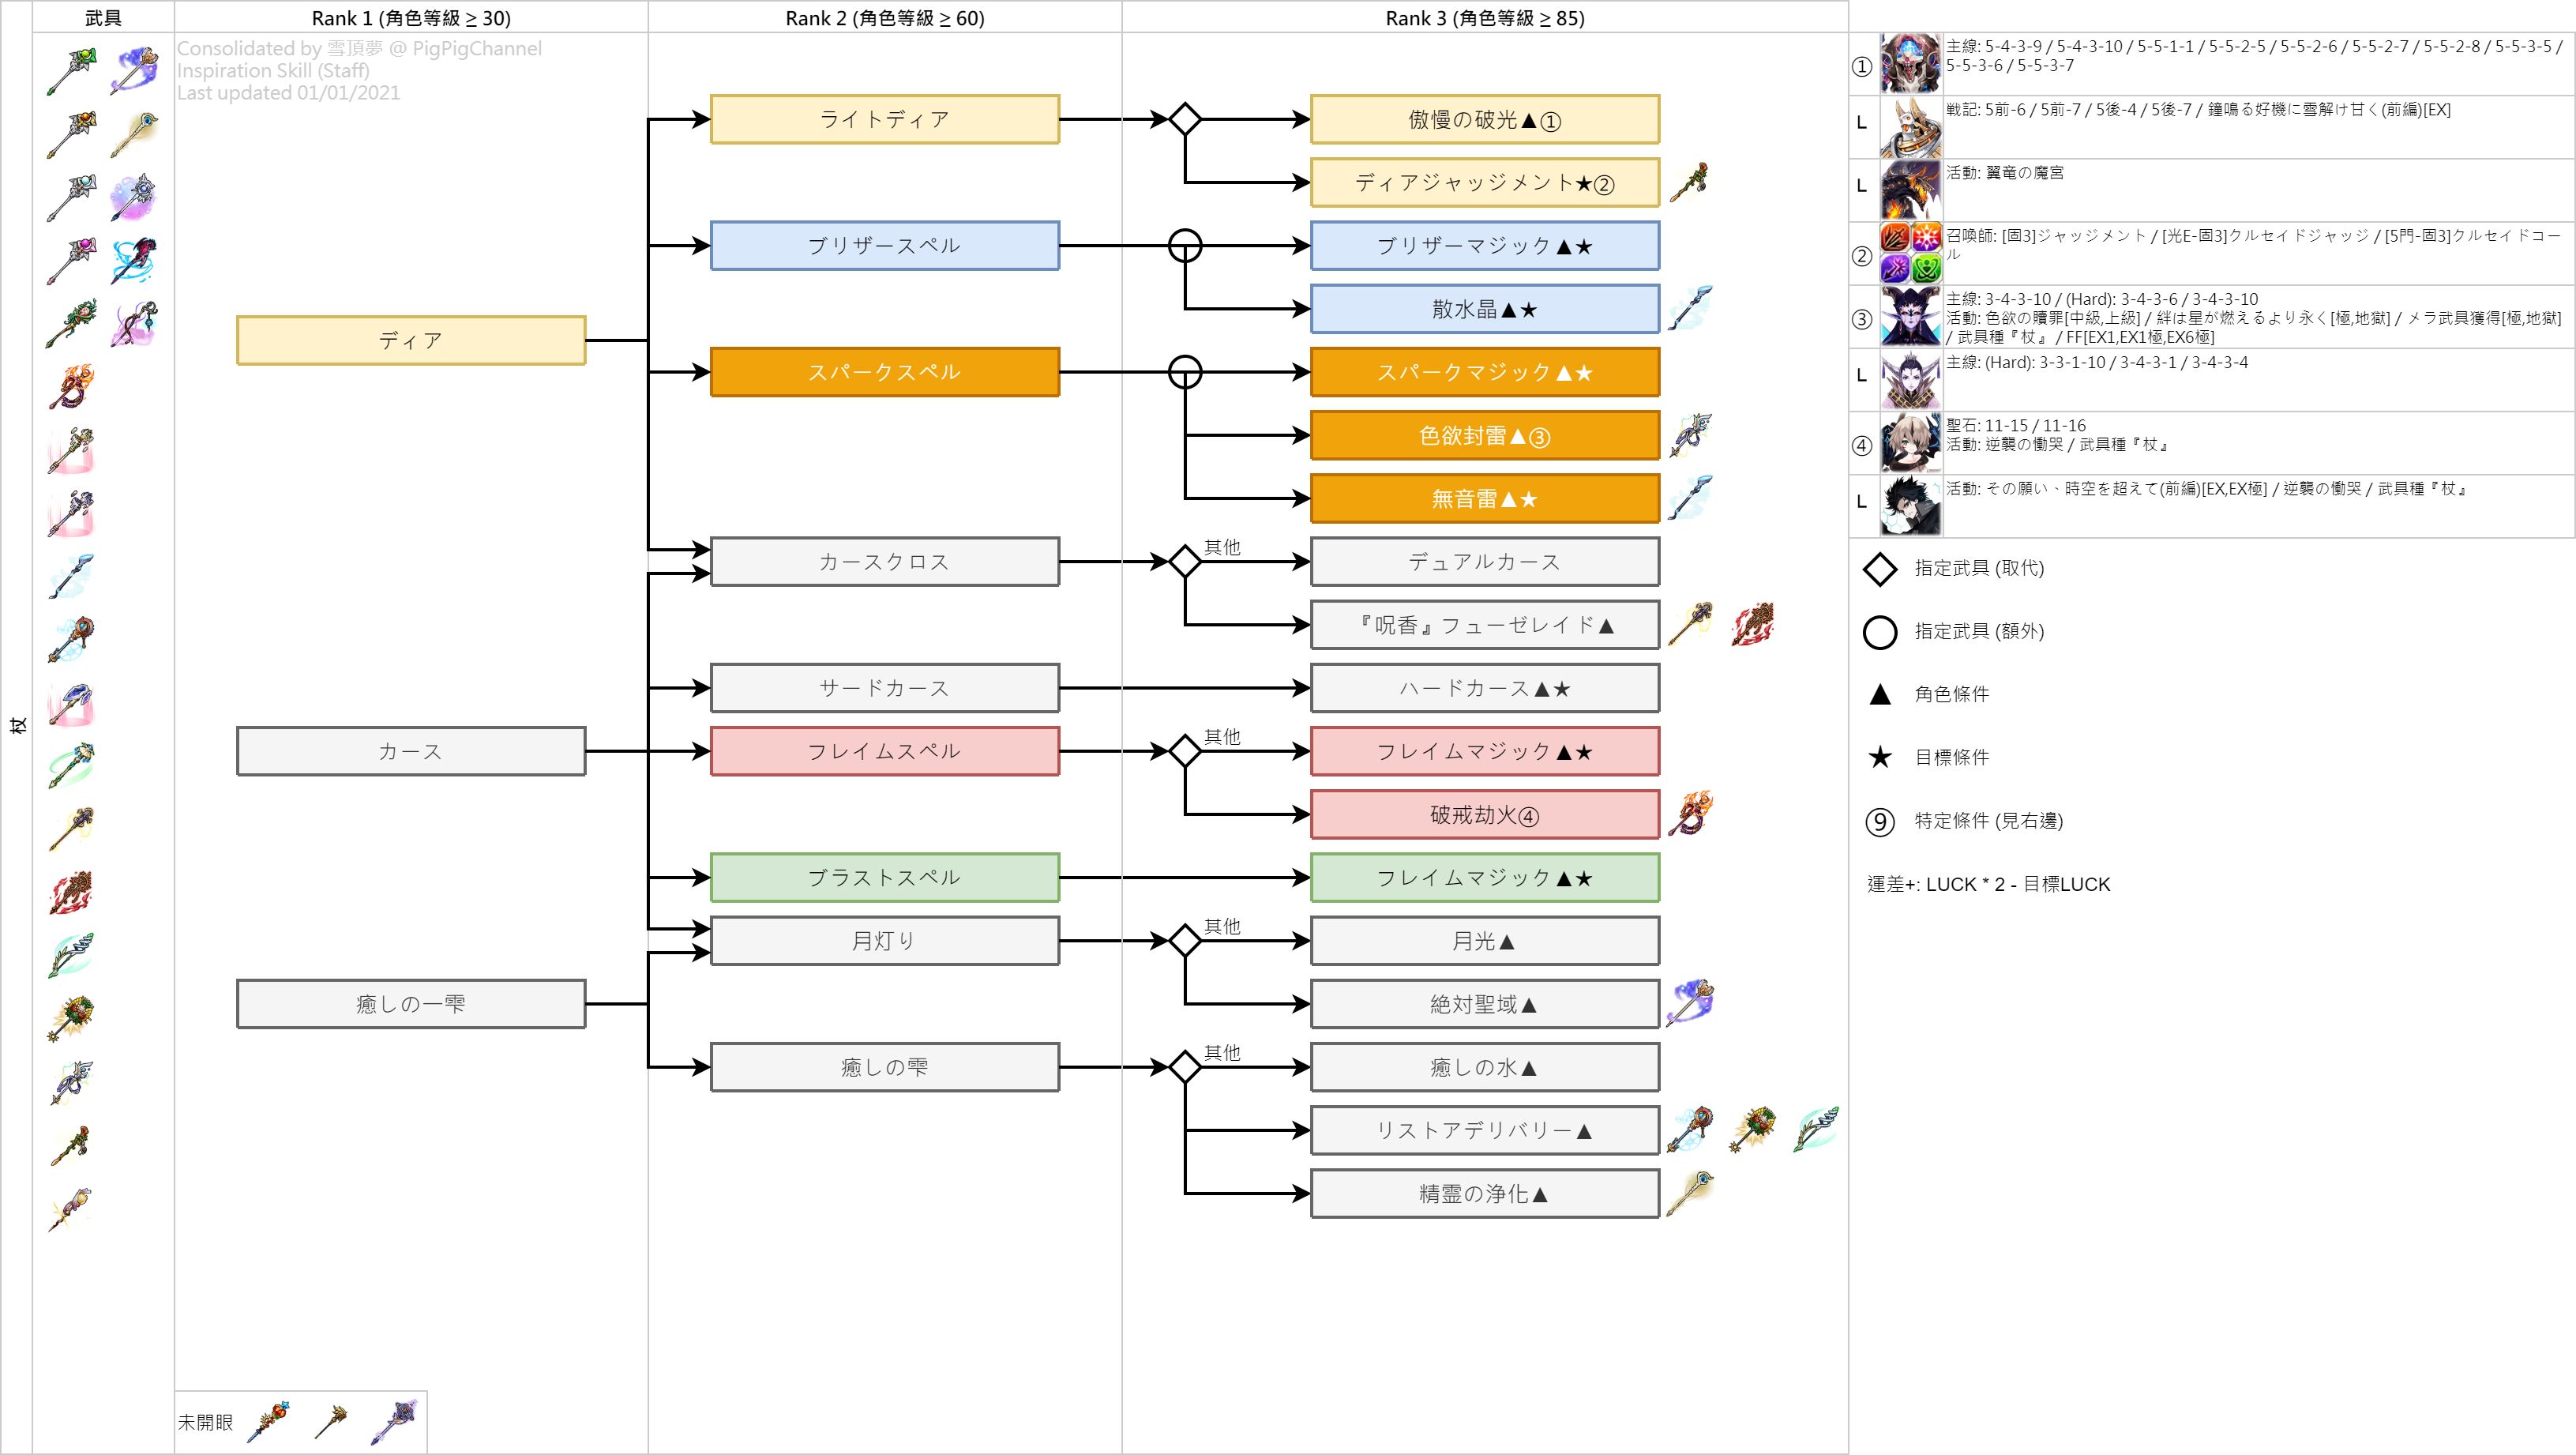 武具
Rank 1 (角色等級 ≥ 30)
Rank 2 (角色等級 ≥ 60)
Rank 3 (角色等級 ≥ 85)
Consolidated by 雪頂夢 @ PigPigChannel
Inspiration Skill (Staff)
Last updated 01/01/2021
杖
ディア
カース
癒しの一雫
ライトディア
ブリザースペル
スパークスペル
カースクロス
サードカース
フレイムスペル
ブラストスペル
月灯り
癒しの雫
傲慢の破光▲①
ディアジャッジメント★②
ブリザーマジック▲★
散水晶▲★
スパークマジック▲★
色欲封雷▲③
無音雷▲★
其他
デュアルカース
『呪香』フューゼレイド▲
ハードカース▲★
其他
フレイムマジック▲★
破戒劫火④
フレイムマジック▲★
其他
月光▲
絶対聖域▲
其他
癒しの水▲
リストアデリバリー▲
精霊の浄化▲
未開眼
①
主線: 5-4-3-9 / 5-4-3-10 / 5-5-1-1 / 5-5-2-5 / 5-5-2-6 / 5-5-2-7 / 5-5-2-8 / 5-5-3-5 /
5-5-3-6 / 5-5-3-7
L
戦記: 5前-6 / 5前-7 / 5後-4 / 5後-7 / 鐘鳴る好機に雪解け甘く(前編)[EX]
L
活動: 翼竜の魔宮
②
召喚師: [固3]ジャッジメント / [光E-固3]クルセイドジャッジ / [5門-固3]クルセイドコー
ル
③
主線: 3-4-3-10 / (Hard): 3-4-3-6 / 3-4-3-10
活動: 色欲の贖罪[中級,上級] / 絆は星が燃えるより永く[極,地獄] / メラ武具獲得[極,地獄]
/ 武具種『杖』 / FF[EX1,EX1極,EX6極]
L
主線: (Hard): 3-3-1-10 / 3-4-3-1 / 3-4-3-4
④
聖石: 11-15 / 11-16
活動: 逆襲の慟哭 / 武具種『杖』
L
活動: その願い、時空を超えて(前編)[EX,EX極] / 逆襲の慟哭 / 武具種『杖』
指定武具 (取代)
指定武具 (額外)
▲ 角色條件
★ 目標條件
⑨ 特定條件 (見右邊)
運差+: LUCK * 2 - 目標LUCK